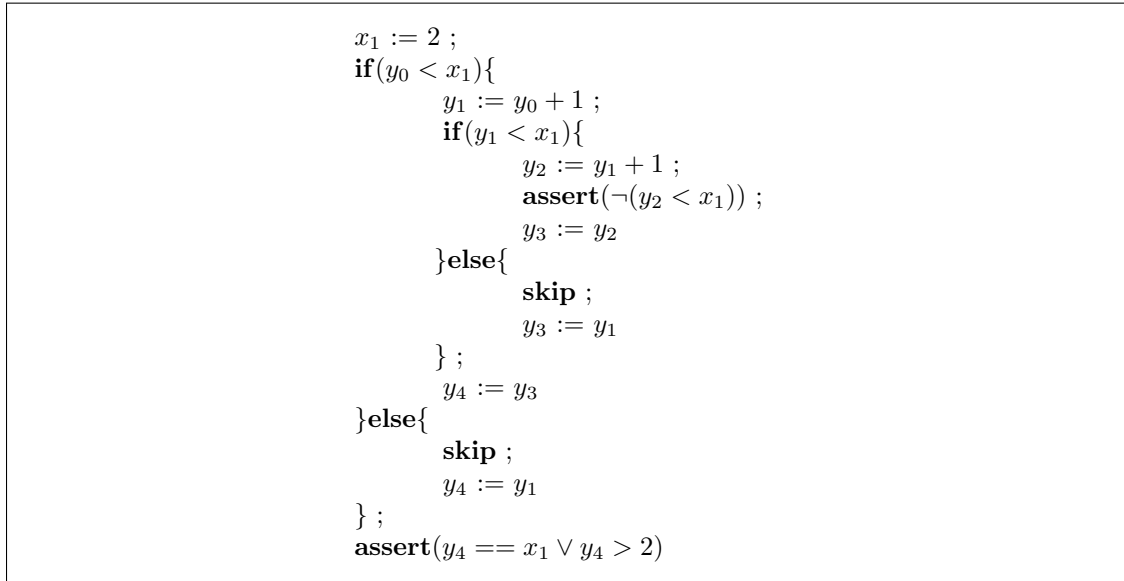 x₁ := 2 ;
if(y₀ < x₁){
y₁ := y₀ + 1 ;
if(y₁ < x₁){
y₂ := y₁ + 1 ;
assert(¬(y₂ < x₁)) ;
y₃ := y₂
}else{
skip ;
y₃ := y₁
} ;
y₄ := y₃
}else{
skip ;
y₄ := y₁
} ;
assert(y₄ == x₁ ∨ y₄ > 2)